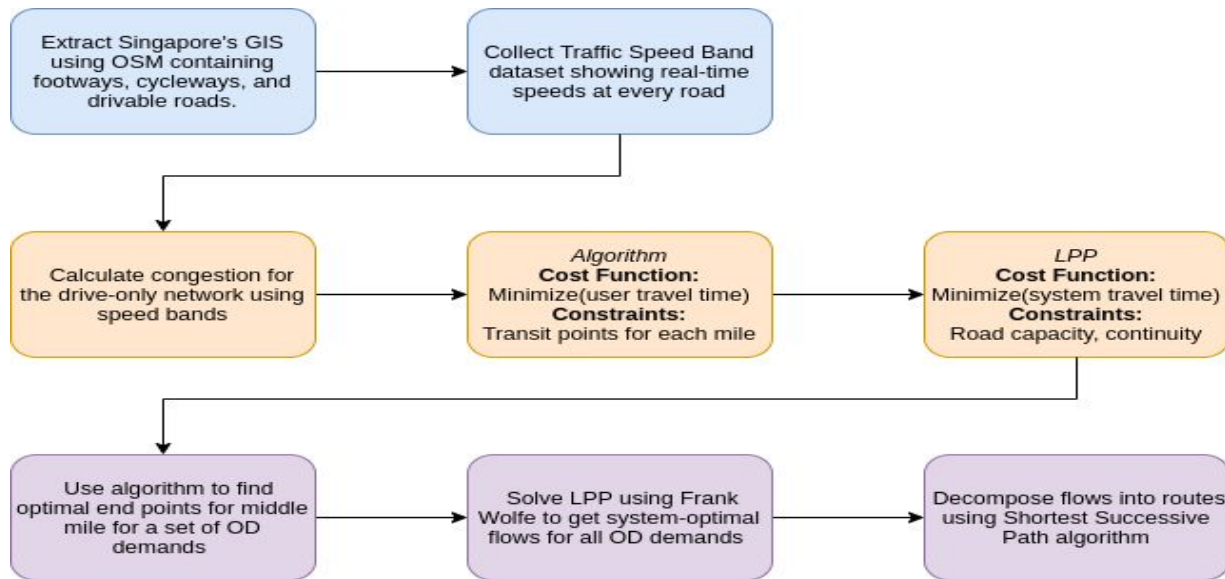 Extract Singapore's GIS
using OSM containing
footways, cycleways, and
drivable roads.
Collect Traffic Speed Band
dataset showing real-time
speeds at every road
Calculate congestion for
the drive-only network using
speed bands
Algorithm
Cost Function:
Minimize(user travel time)
Constraints:
Transit points for each mile
LPP
Cost Function:
Minimize(system travel time)
Constraints:
Road capacity, continuity
Use algorithm to find
optimal end points for middle
mile for a set of OD
demands
Solve LPP using Frank
Wolfe to get system-optimal
flows for all OD demands
Decompose flows into routes
using Shortest Successive
Path algorithm